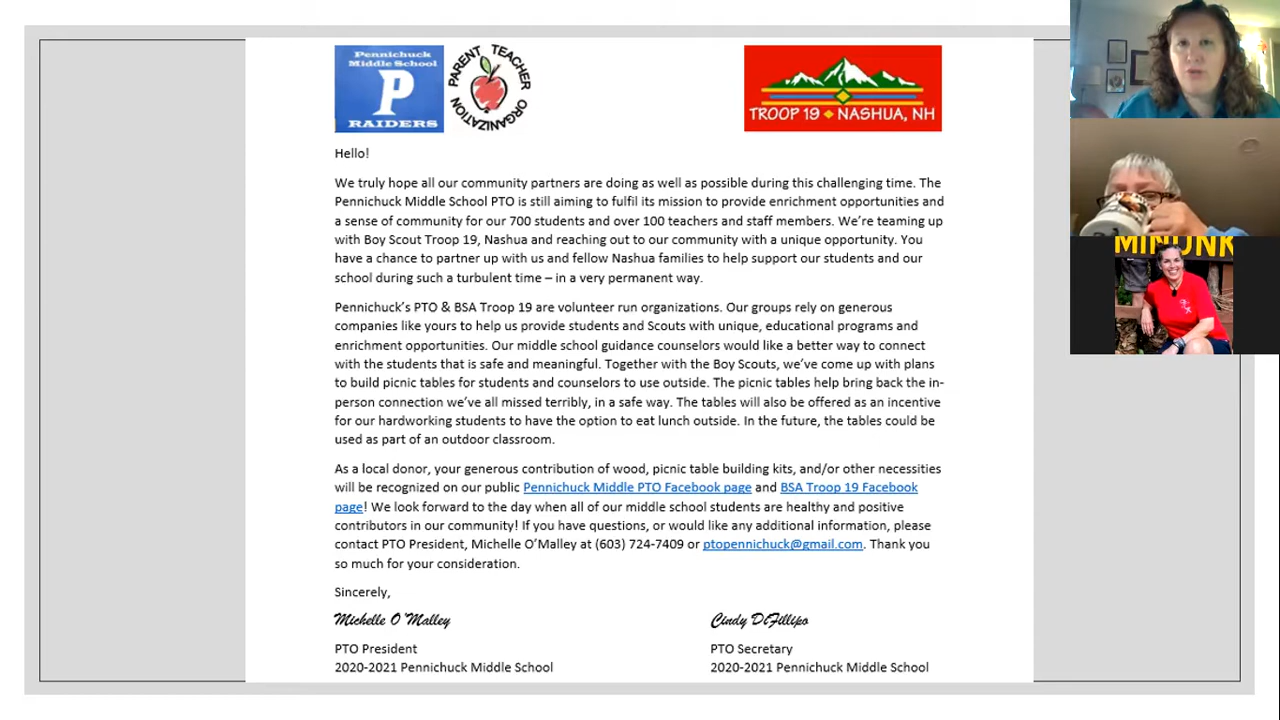 Pennichuck
Middle School
P
RAIDERS
PARENT TEACHER ORGANIZATION
TROOP 19 NASHUA, NH
Hello!
We truly hope all our community partners are doing as well as possible during this challenging time. The
Pennichuck Middle School PTO is still aiming to fulfil its mission to provide enrichment opportunities and
a sense of community for our 700 students and over 100 teachers and staff members. We’re teaming up
with Boy Scout Troop 19, Nashua and reaching out to our community with a unique opportunity. You
have a chance to partner up with us and fellow Nashua families to help support our students and our
school during such a turbulent time – in a very permanent way.
Pennichuck’s PTO & BSA Troop 19 are volunteer run organizations. Our groups rely on generous
companies like yours to help us provide students and Scouts with unique, educational programs and
enrichment opportunities. Our middle school guidance counselors would like a better way to connect
with the students that is safe and meaningful. Together with the Boy Scouts, we’ve come up with plans
to build picnic tables for students and counselors to use outside. The picnic tables help bring back the in-
person connection we’ve all missed terribly, in a safe way. The tables will also be offered as an incentive
for our hardworking students to have the option to eat lunch outside. In the future, the tables could be
used as part of an outdoor classroom.
As a local donor, your generous contribution of wood, picnic table building kits, and/or other necessities
will be recognized on our public Pennichuck Middle PTO Facebook page and BSA Troop 19 Facebook
page! We look forward to the day when all of our middle school students are healthy and positive
contributors in our community! If you have questions, or would like any additional information, please
contact PTO President, Michelle O’Malley at (603) 724-7409 or ptopennichuck@gmail.com. Thank you
so much for your consideration.
Sincerely,
Michelle O'Malley
Cindy DiFillipo
PTO President
PTO Secretary
2020-2021 Pennichuck Middle School
2020-2021 Pennichuck Middle School